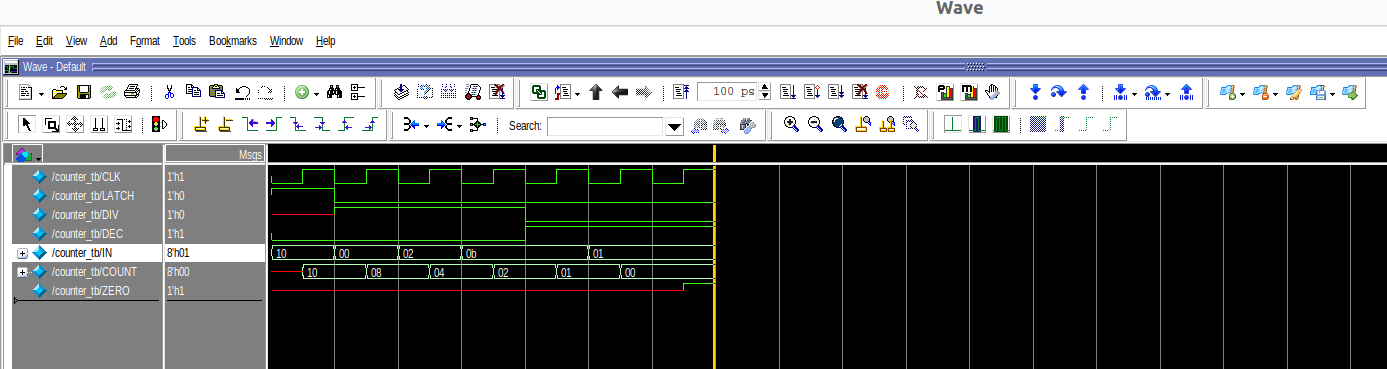 Wave
File Edit View Add Format Tools Bookmarks Window Help
Wave - Default
100 ps
Search:
Msgs
/counter_tb/CLK 1'h1
/counter_tb/LATCH 1'h0
/counter_tb/DIV 1'h0
/counter_tb/DEC 1'h1
/counter_tb/IN 8'h01 10 00 02 0b 01
/counter_tb/COUNT 8'h00 10 08 04 02 01 00
/counter_tb/ZERO 1'h1